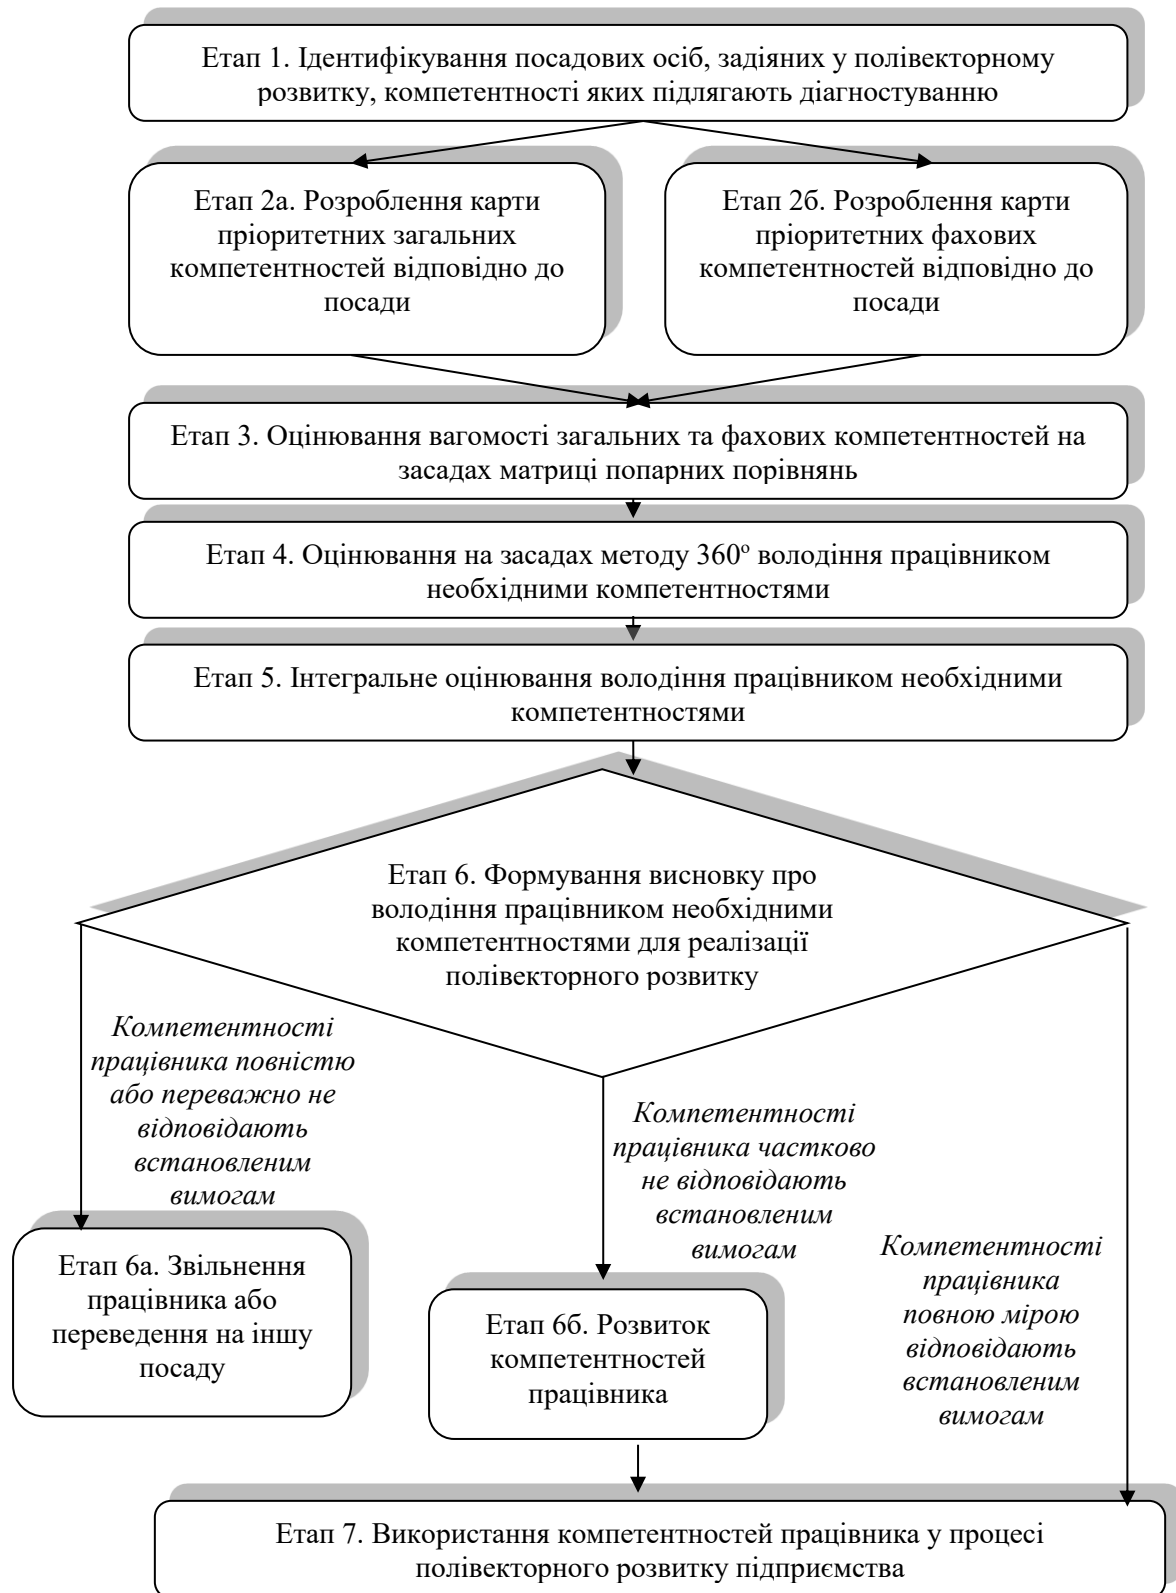 Етап 1. Ідентифікування посадових осіб, задіяних у полівекторному
розвитку, компетентності яких підлягають діагностуванню
Етап 2а. Розроблення карти
пріоритетних загальних
компетентностей відповідно до
посади
Етап 2б. Розроблення карти
пріоритетних фахових
компетентностей відповідно до
посади
Етап 3. Оцінювання вагомості загальних та фахових компетентностей на
засадах матриці попарних порівнянь
Етап 4. Оцінювання на засадах методу 360º володіння працівником
необхідними компетентностями
Етап 5. Інтегральне оцінювання володіння працівником необхідними
компетентностями
Етап 6. Формування висновку про
володіння працівником необхідними
компетентностями для реалізації
полівекторного розвитку
Компетентності
працівника повністю
або переважно не
відповідають
встановленим
вимогам
Компетентності
працівника частково
не відповідають
встановленим
вимогам
Компетентності
працівника
повною мірою
відповідають
встановленим
вимогам
Етап 6а. Звільнення
працівника або
переведення на іншу
посаду
Етап 6б. Розвиток
компетентностей
працівника
Етап 7. Використання компетентностей працівника у процесі
полівекторного розвитку підприємства